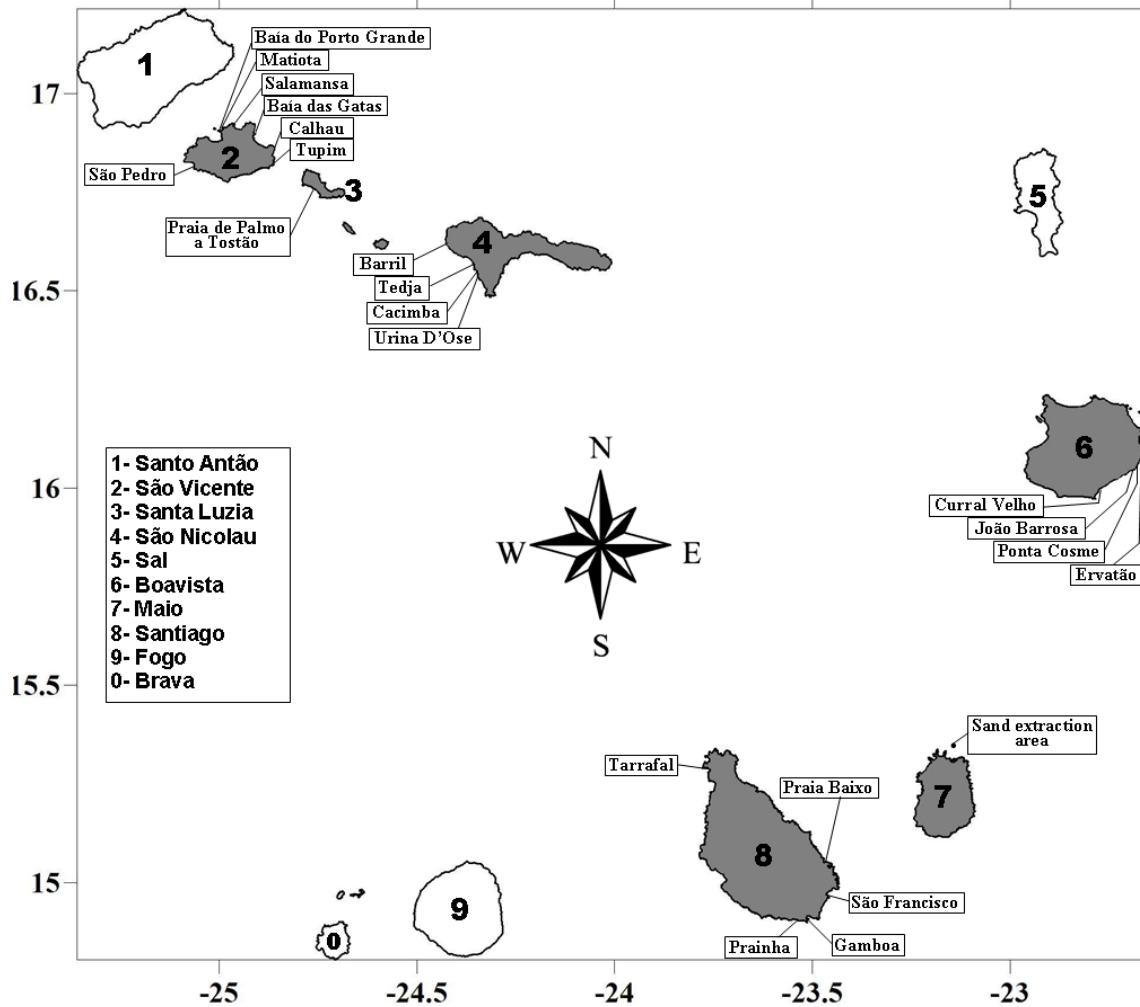 Baía do Porto Grande
Matiota
Salamansa
Baía das Gatas
Calhau
Tupim
São Pedro
Praia de Palmo
a Tostão
Barril
Tedja
Cacimba
Urina D'Ose
1
2
3
4
5
6
7
8
9
0
17
16.5
16
15.5
15
Curral Velho
João Barrosa
Ponta Cosme
Ervatão
1- Santo Antão
2- São Vicente
3- Santa Luzia
4- São Nicolau
5- Sal
6- Boavista
7- Maio
8- Santiago
9- Fogo
0- Brava
N
W
E
S
Sand extraction
area
Tarrafal
Praia Baixo
São Francisco
Prainha
Gamboa
-25
-24.5
-24
-23.5
-23